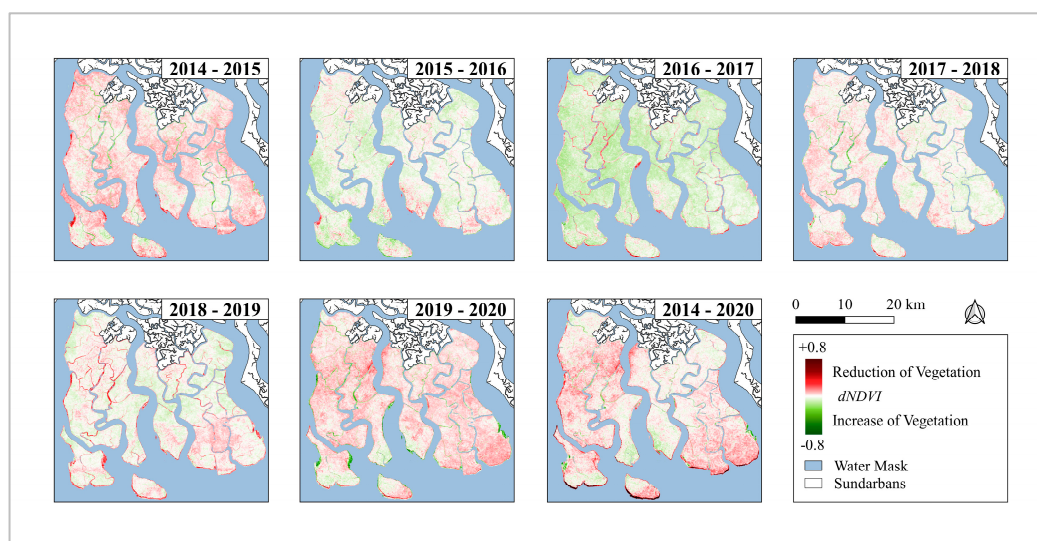 2014 - 2015
2015 - 2016
2016 - 2017
2017 - 2018
2018 - 2019
2019 - 2020
2014 - 2020
0 10 20 km
+0.8
Reduction of Vegetation
dNDVI
Increase of Vegetation
-0.8
Water Mask
Sundarbans